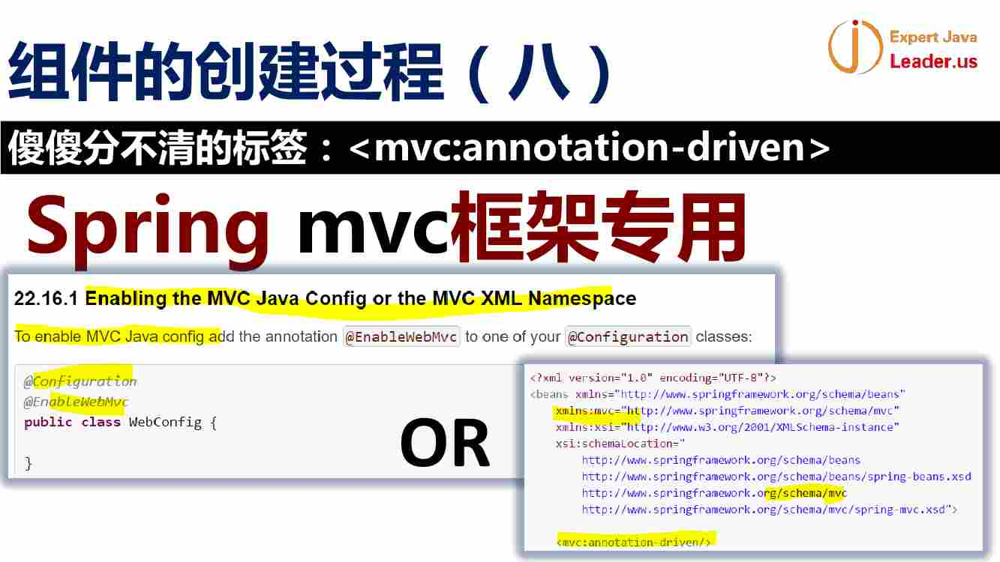 组件的创建过程（八）
Expert Java
Leader.us
傻傻分不清的标签：<mvc:annotation-driven>
Spring mvc框架专用
22.16.1 Enabling the MVC Java Config or the MVC XML Namespace
To enable MVC Java config add the annotation @EnableWebMvc to one of your @Configuration classes:
@Configuration
@EnableWebMvc
public class WebConfig {
}
OR
<?xml version="1.0" encoding="UTF-8"?>
<beans xmlns="http://www.springframework.org/schema/beans"
xmlns:mvc="http://www.springframework.org/schema/mvc"
xmlns:xsi="http://www.w3.org/2001/XMLSchema-instance"
xsi:schemaLocation="
http://www.springframework.org/schema/beans
http://www.springframework.org/schema/beans/spring-beans.xsd
http://www.springframework.org/schema/mvc
http://www.springframework.org/schema/mvc/spring-mvc.xsd">
<mvc:annotation-driven/>